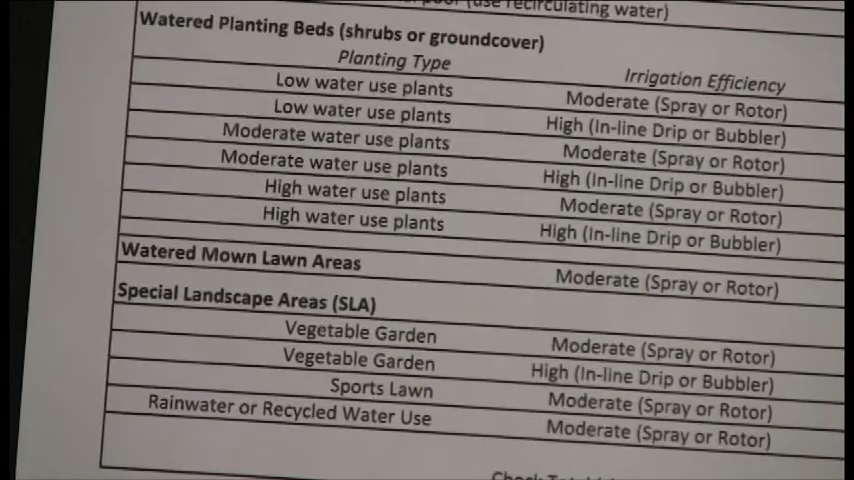 (use recirculating water)
Watered Planting Beds (shrubs or groundcover)
Planting Type Irrigation Efficiency
Low water use plants Moderate (Spray or Rotor)
Low water use plants High (In-line Drip or Bubbler)
Moderate water use plants Moderate (Spray or Rotor)
Moderate water use plants High (In-line Drip or Bubbler)
High water use plants Moderate (Spray or Rotor)
High water use plants High (In-line Drip or Bubbler)
Watered Mown Lawn Areas Moderate (Spray or Rotor)
Special Landscape Areas (SLA)
Vegetable Garden Moderate (Spray or Rotor)
Vegetable Garden High (In-line Drip or Bubbler)
Sports Lawn Moderate (Spray or Rotor)
Rainwater or Recycled Water Use Moderate (Spray or Rotor)